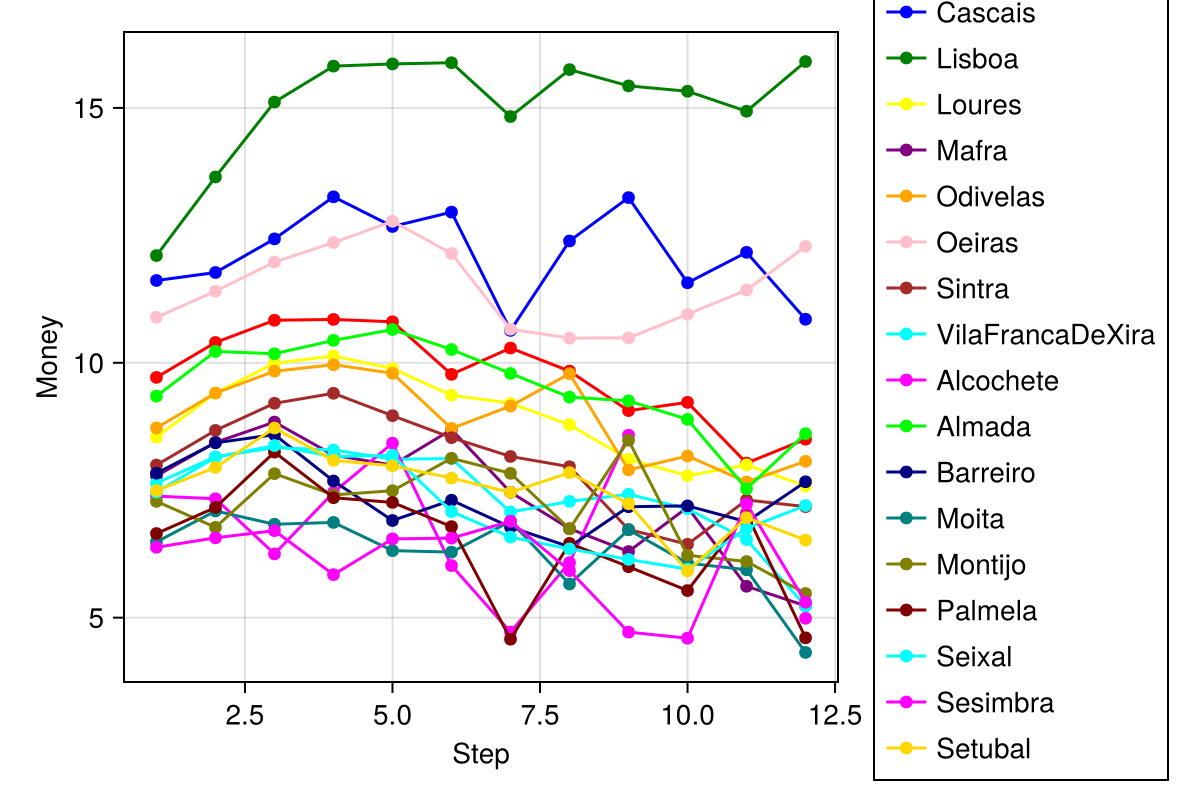 Cascais
Lisboa
Loures
Mafra
Odivelas
Oeiras
Sintra
VilaFrancaDeXira
Alcochete
Almada
Barreiro
Moita
Montijo
Palmela
Seixal
Sesimbra
Setubal
15
10
5
Money
2.5 5.0 7.5 10.0 12.5
Step